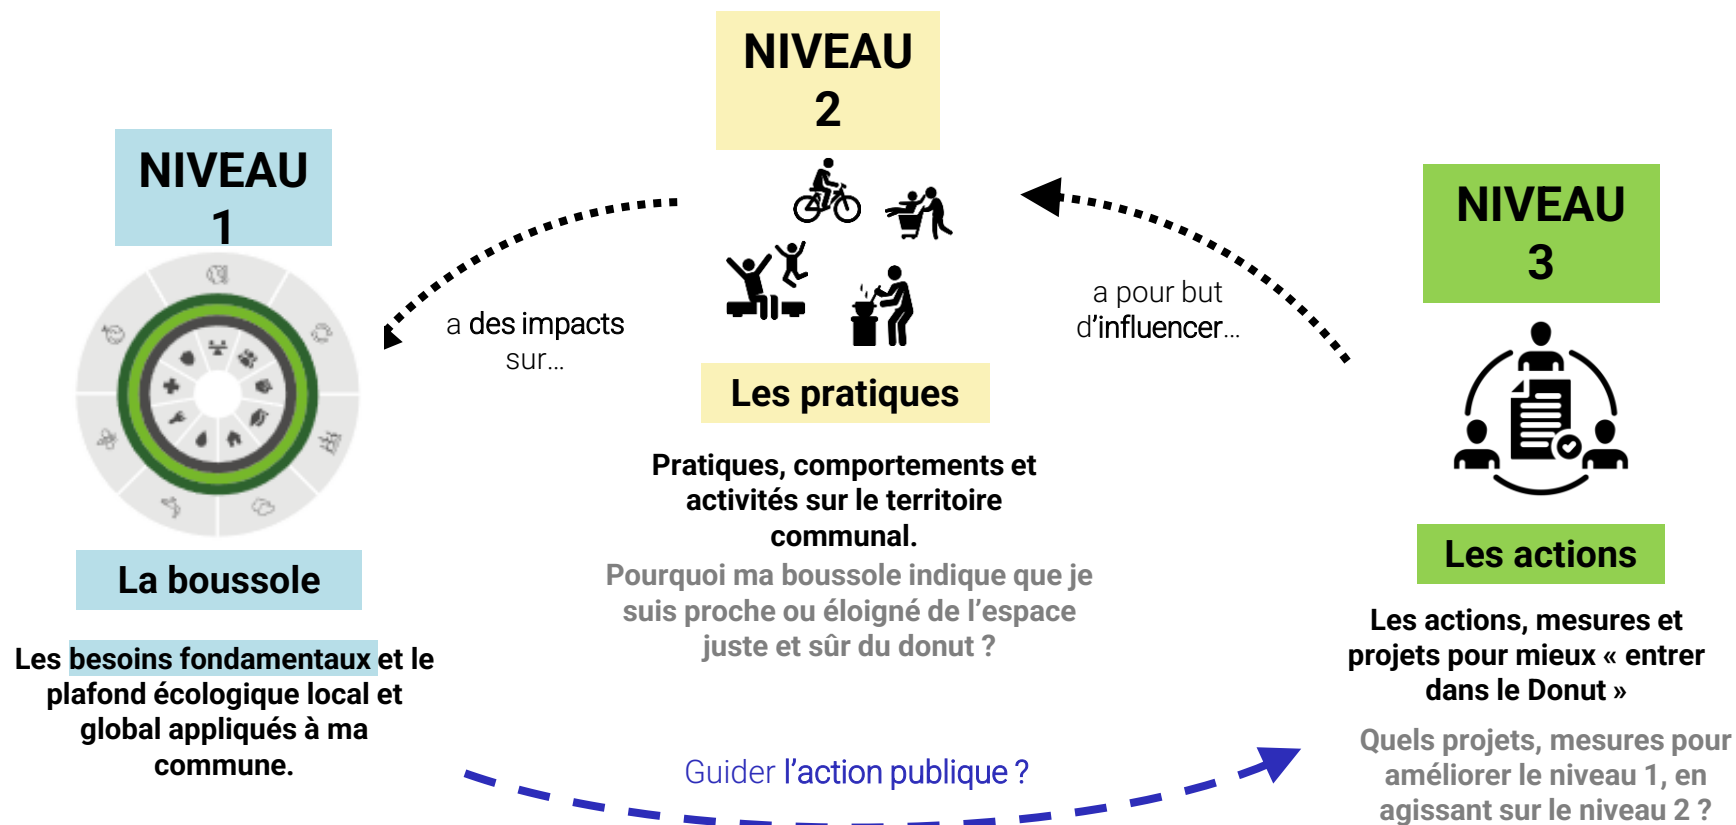 NIVEAU
1
La boussole
Les besoins fondamentaux et le
plafond écologique local et
global appliqués à ma
commune.
a des impacts
sur...
NIVEAU
2
Les pratiques
Pratiques, comportements et
activités sur le territoire
communal.
Pourquoi ma boussole indique que je
suis proche ou éloigné de l’espace
juste et sûr du donut ?
a pour but
d’influencer...
NIVEAU
3
Les actions
Les actions, mesures et
projets pour mieux « entrer
dans le Donut »
Quels projets, mesures pour
améliorer le niveau 1, en
agissant sur le niveau 2 ?
Guider l’action publique ?